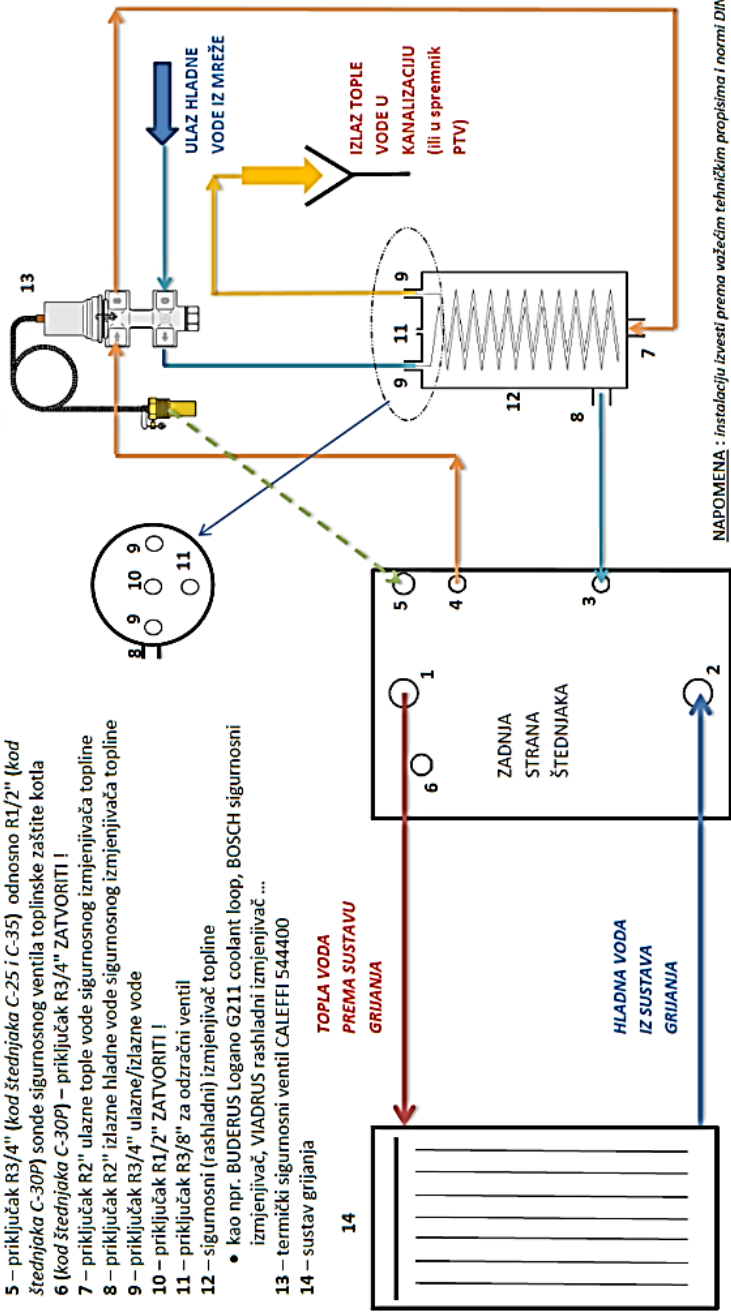 5 – priključak R3/4" (kod štednjaka C-25 i C-35) odnosno R1/2" (kod
štednjaka C-30P) sonde sigurnosnog ventila toplinske zaštite kotla
6 (kod štednjaka C-30P) – priključak R3/4" ZATVORITI !
7 – priključak R2" ulazne tople vode sigurnosnog izmjenjivača topline
8 – priključak R2" izlazne hladne vode sigurnosnog izmjenjivača topline
9 – priključak R3/4" ulazne/izlazne vode
10 – priključak R1/2" ZATVORITI !
11 – priključak R3/8" za odzračni ventil
12 – sigurnosni (rashladni) izmjenjivač topline
• kao npr. BUDERUS Logano G211 coolant loop, BOSCH sigurnosni
izmjenjivač, VIADRUS rashladni izmjenjivač ...
13 – termički sigurnosni ventil CALEFFI 544400
14 – sustav grijanja
14
TOPLA VODA
PREMA SUSTAVU
GRIJANJA
HLADNA VODA
IZ SUSTAVA
GRIJANJA
6
1
2
ZADNJA
STRANA
ŠTEDNJAKA
5
4
3
8
9
10
9
11
13
ULAZ HLADNE
VODE IZ MREŽE
IZLAZ TOPLE
VODE U
KANALIZACIJU
(ili u spremnik
PTV)
9
11
9
12
8
7
NAPOMENA : instalaciju izvesti prema važećim tehničkim propisima i normi DIN